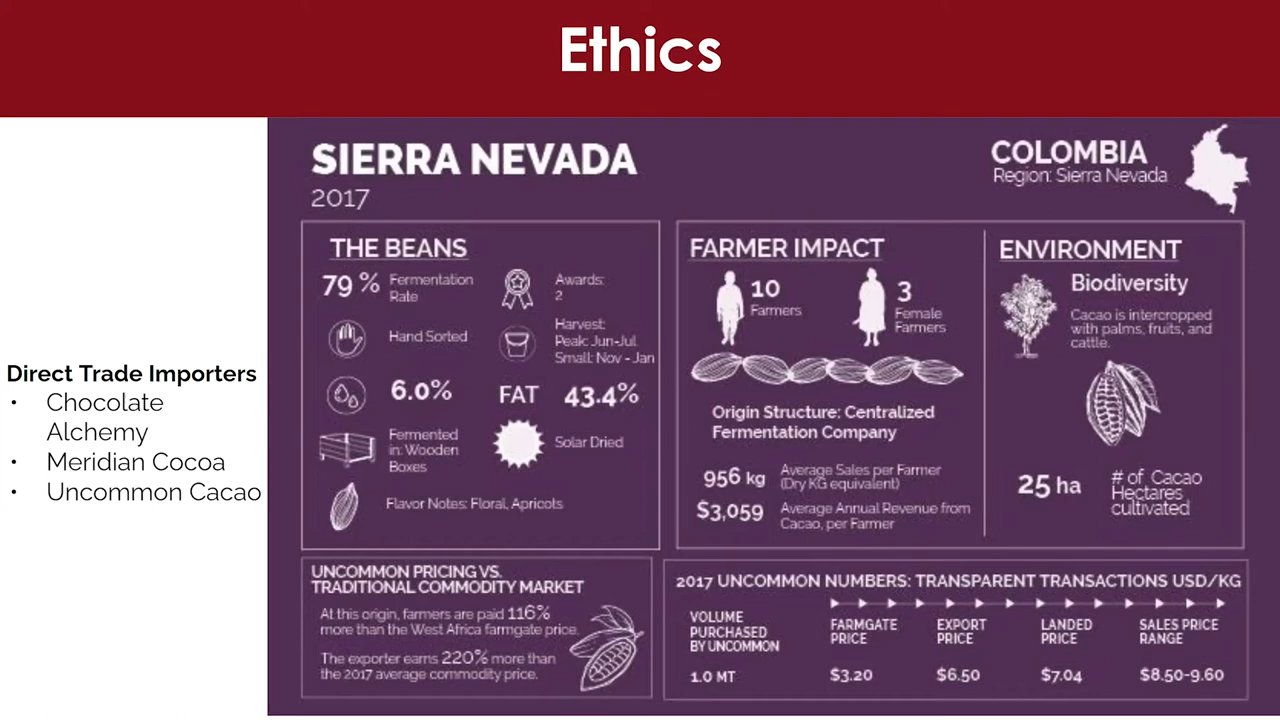 Ethics
Direct Trade Importers
• Chocolate
Alchemy
• Meridian Cocoa
• Uncommon Cacao
SIERRA NEVADA
2017
COLOMBIA
Region: Sierra Nevada
THE BEANS
79 % Fermentation
Rate
Awards:
2
Hand Sorted
Harvest:
Peak: Jun-Jul
Small: Nov - Jan
6.0%
FAT 43.4%
Fermented
in: Wooden
Boxes
Solar Dried
Flavor Notes: Floral, Apricots
FARMER IMPACT
10
Farmers
3
Female
Farmers
Origin Structure: Centralized
Fermentation Company
956 kg Average Sales per Farmer
(Dry KG equivalent)
$3,059 Average Annual Revenue from
Cacao, per Farmer
ENVIRONMENT
Biodiversity
Cacao is intercropped
with palms, fruits, and
cattle.
25 ha # of Cacao
Hectares
cultivated
UNCOMMON PRICING VS.
TRADITIONAL COMMODITY MARKET
At this origin, farmers are paid 116%
more than the West Africa farmgate price.
The exporter earns 220% more than
the 2017 average commodity price.
2017 UNCOMMON NUMBERS: TRANSPARENT TRANSACTIONS USD/KG
VOLUME
PURCHASED
BY UNCOMMON
1.0 MT
FARMGATE
PRICE
$3.20
EXPORT
PRICE
$6.50
LANDED
PRICE
$7.04
SALES PRICE
RANGE
$8.50-9.60